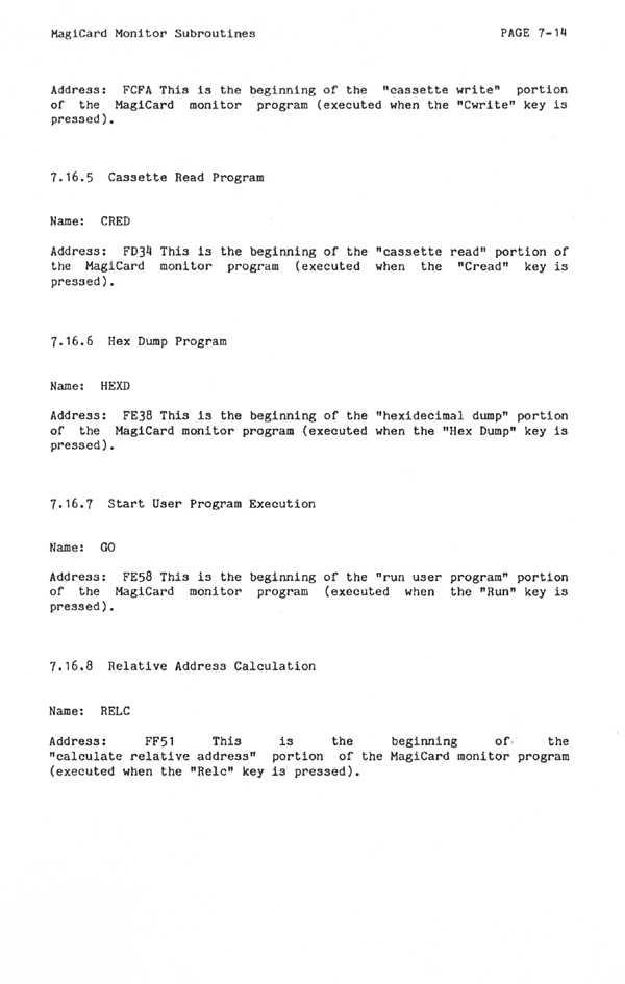 MagiCard Monitor Subroutines PAGE 7-14
Address: FCFA This is the beginning of the "cassette write" portion
of the MagiCard monitor program (executed when the "Cwrite" key is
pressed).
7.16.5 Cassette Read Program
Name: CRED
Address: FD34 This is the beginning of the "cassette read" portion of
the MagiCard monitor program (executed when the "Cread" key is
pressed).
7.16.6 Hex Dump Program
Name: HEXD
Address: FE38 This is the beginning of the "hexidecimal dump" portion
of the MagiCard monitor program (executed when the "Hex Dump" key is
pressed).
7.16.7 Start User Program Execution
Name: GO
Address: FE58 This is the beginning of the "run user program" portion
of the MagiCard monitor program (executed when the "Run" key is
pressed).
7.16.8 Relative Address Calculation
Name: RELC
Address: FF51 This is the beginning of the
"calculate relative address" portion of the MagiCard monitor program
(executed when the "Relc" key is pressed).